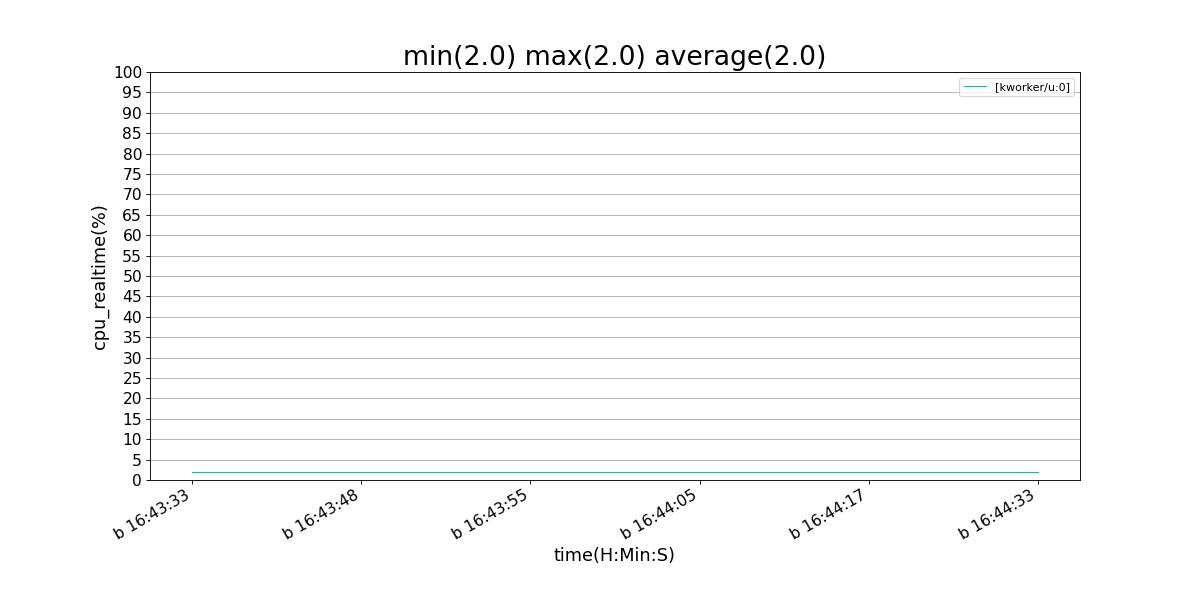 min(2.0) max(2.0) average(2.0)
100
95
90
85
80
75
70
65
60
55
50
45
40
35
30
25
20
15
10
5
0
cpu_realtime(%)
[kworker/u:0]
b 16:43:33
b 16:43:48
b 16:43:55
b 16:44:05
b 16:44:17
b 16:44:33
time(H:Min:S)